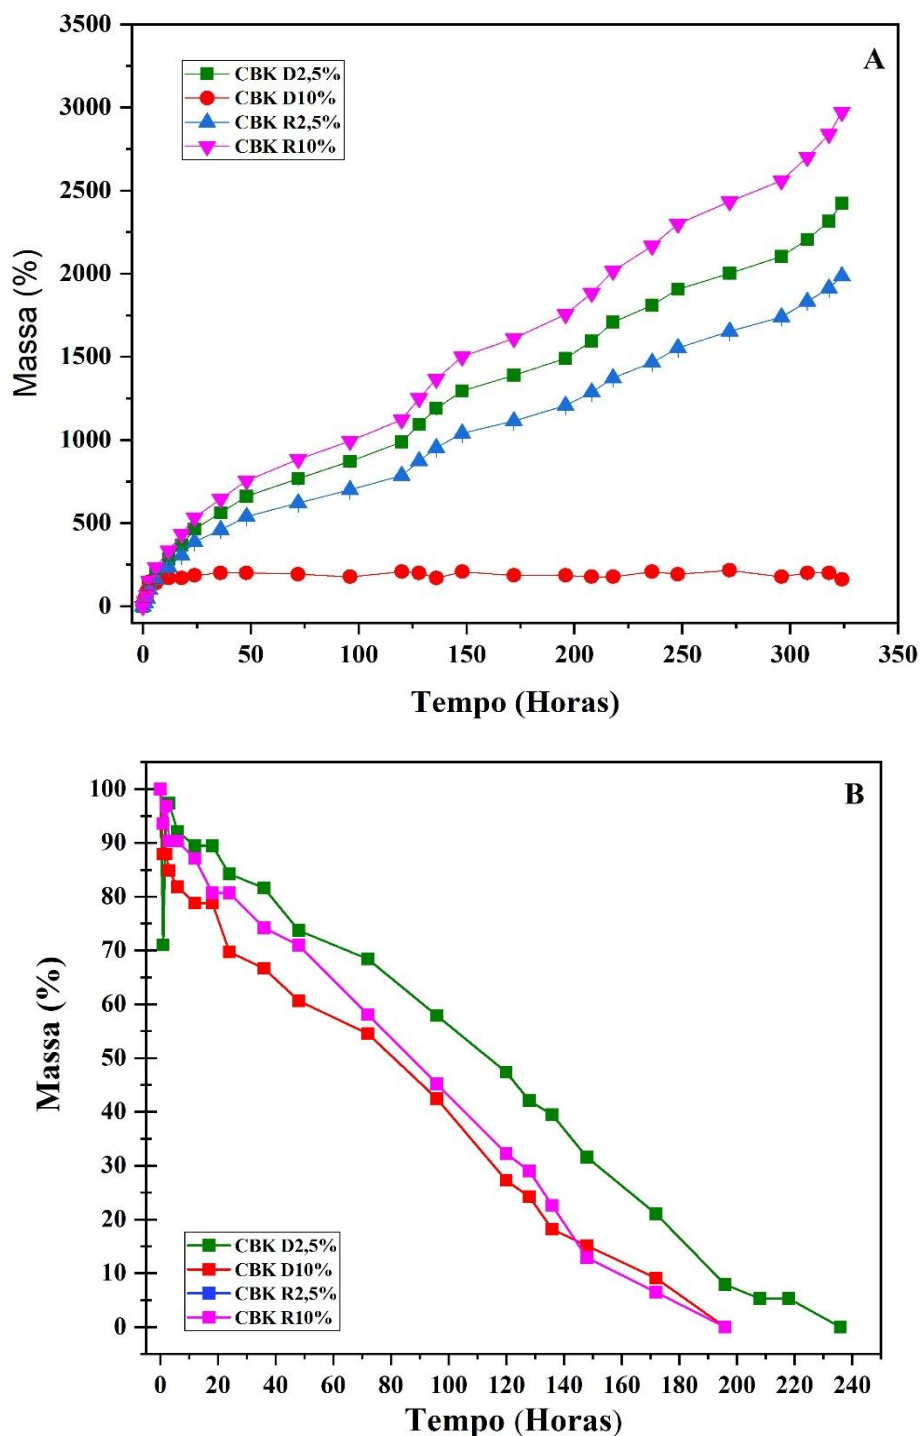 A
CBK D2,5%
CBK D10%
CBK R2,5%
CBK R10%
Massa (%)
3500
3000
2500
2000
1500
1000
500
0
0 50 100 150 200 250 300 350
Tempo (Horas)
B
Massa (%)
100
90
80
70
60
50
40
30
20
10
0
CBK D2,5%
CBK D10%
CBK R2,5%
CBK R10%
0 20 40 60 80 100 120 140 160 180 200 220 240
Tempo (Horas)